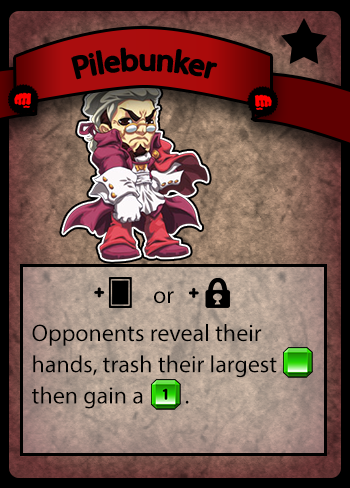 Pilebunker
+ or +
Opponents reveal their
hands, trash their largest
then gain a 1.